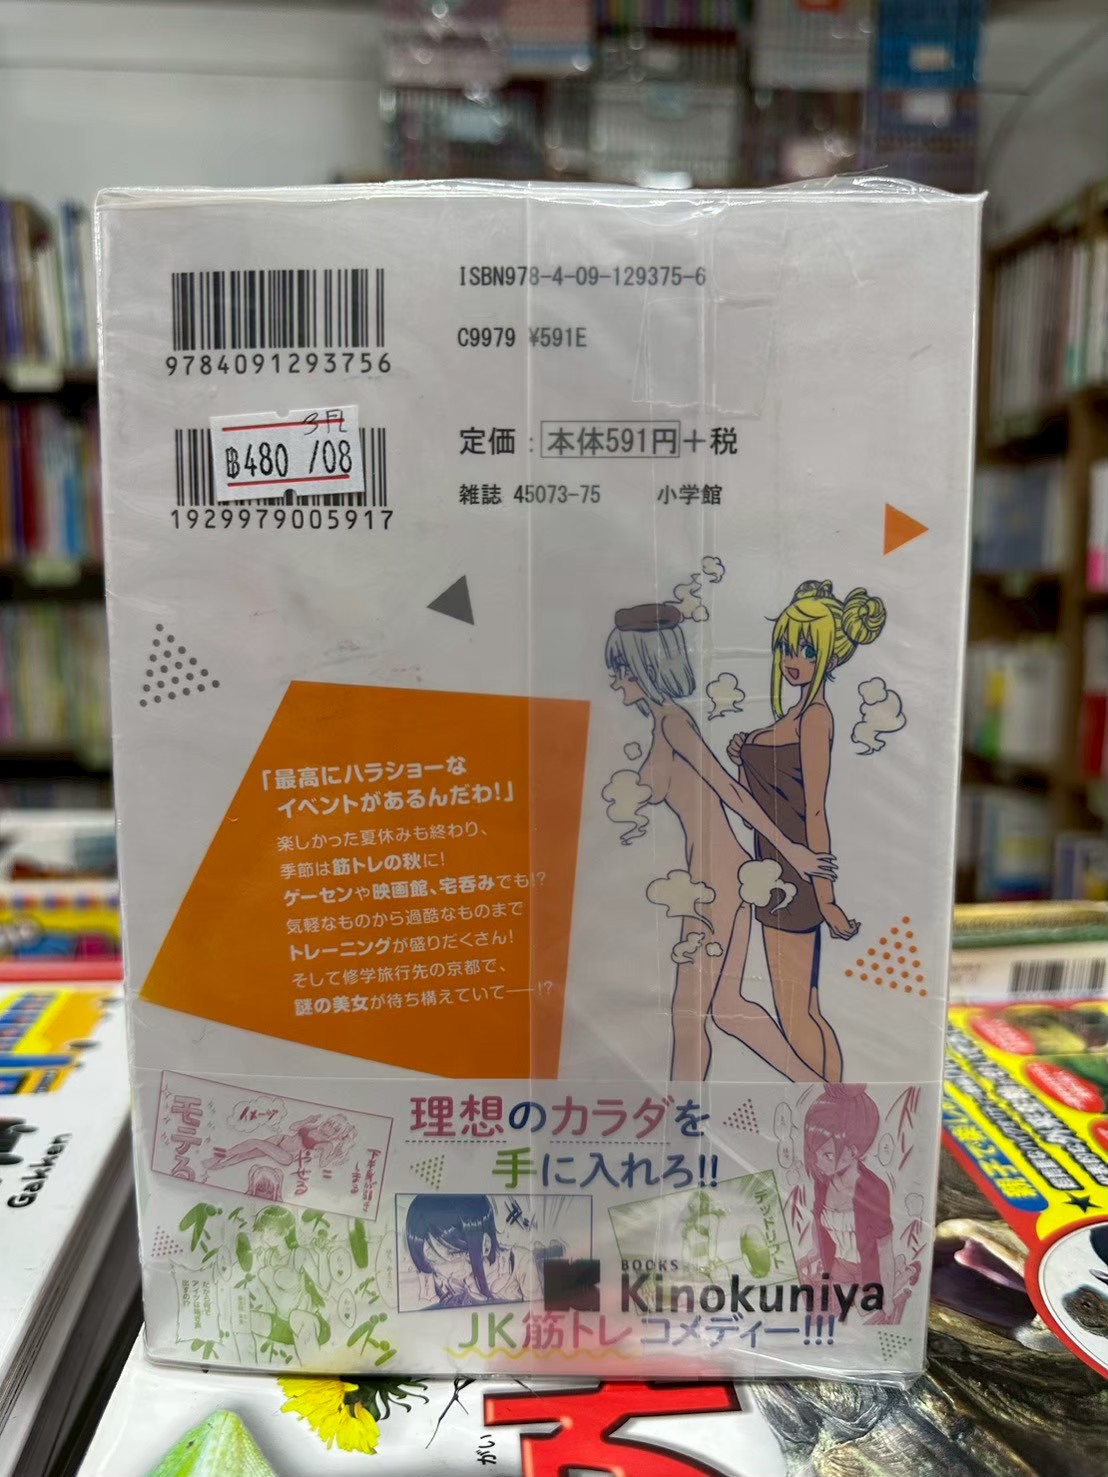 ISBN978-4-09-129375-6
9784091293756
C9979 ¥591E
3F
฿480 /08
1929979005917
定価:本体591円+税
雑誌 45073-75 小学館
「最高にハラショーな
イベントがあるんだわ!」
楽しかった夏休みも終わり、
季節は筋トレの秋に!
ゲーセンや映画館、宅呑みでも!?
気軽なものから過酷なものまで
トレーニングが盛りだくさん!
そして修学旅行先の京都で、
謎の美女が待ち構えていて――!?
理想のカラダを
手に入れろ!!
イメージ
モテる
やせる
BOOKS
Kinokuniya
JK筋トレコメディー!!!
Gakken